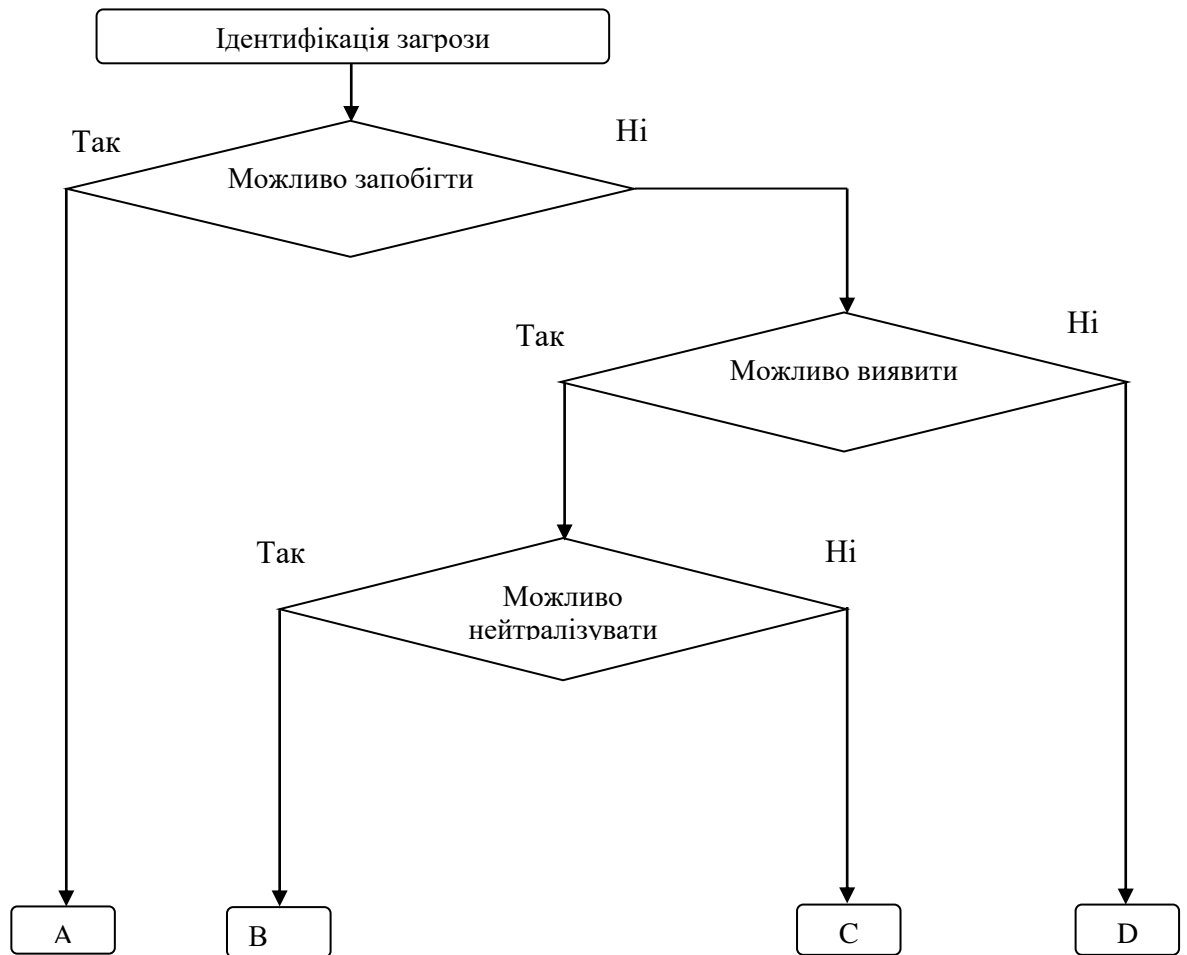 Ідентифікація загрози
Так
Ні
Можливо запобігти
Так
Ні
Можливо виявити
Так
Ні
Можливо
нейтралізувати
A
B
C
D